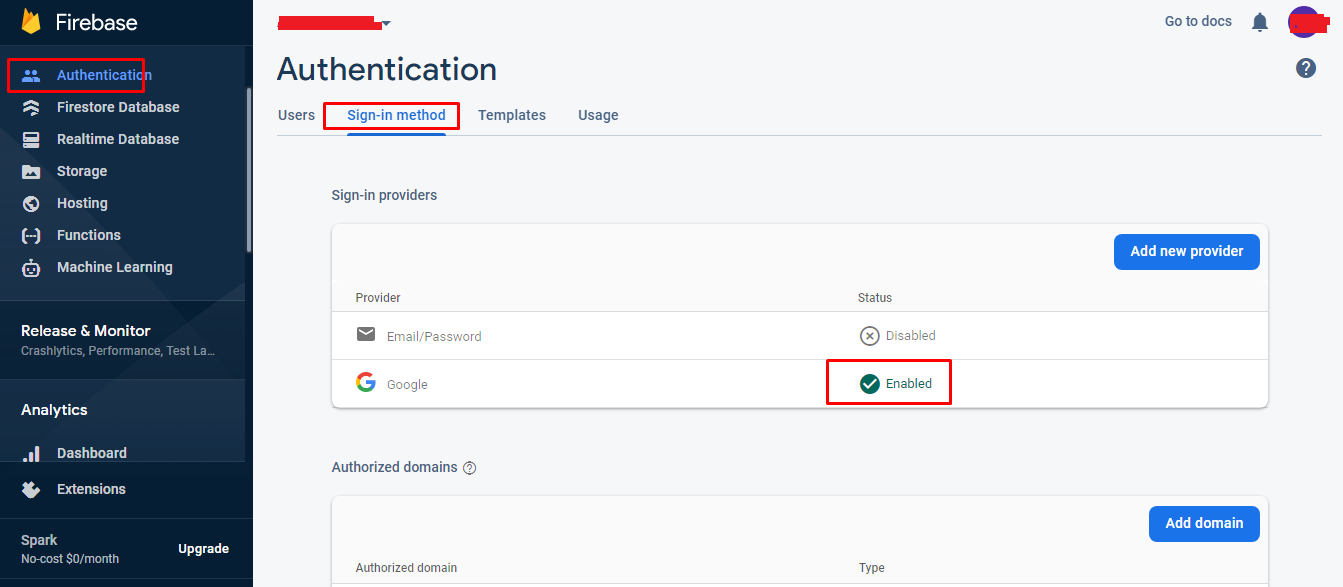 Firebase
Go to docs
Authentication
Authentication
Firestore Database
Realtime Database
Storage
Hosting
Functions
Machine Learning
Release & Monitor
Crashlytics, Performance, Test La...
Analytics
Dashboard
Extensions
Spark
No-cost $0/month
Upgrade
Users
Sign-in method
Templates
Usage
Sign-in providers
Add new provider
Provider
Status
Email/Password
Disabled
Google
Enabled
Authorized domains
Add domain
Authorized domain
Type